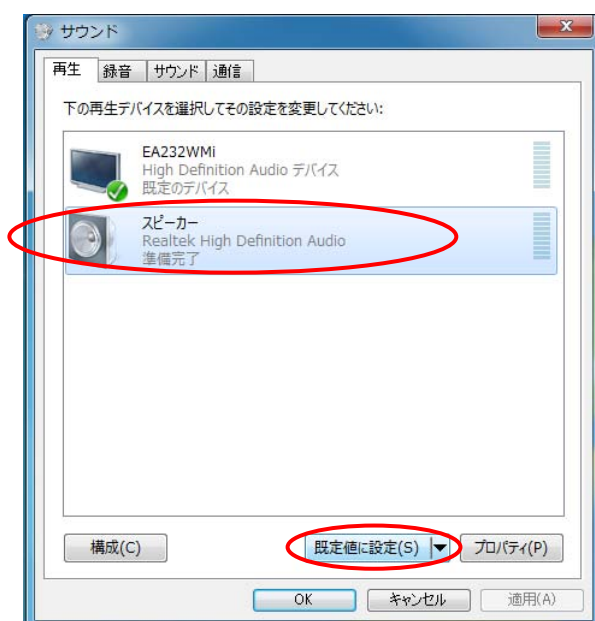 サウンド
再生 録音 サウンド 通信
下の再生デバイスを選択してその設定を変更してください:
EA232WMi
High Definition Audio デバイス
既定のデバイス
スピーカー
Realtek High Definition Audio
準備完了
構成(C) 既定値に設定(S) プロパティ(P)
OK キャンセル 適用(A)